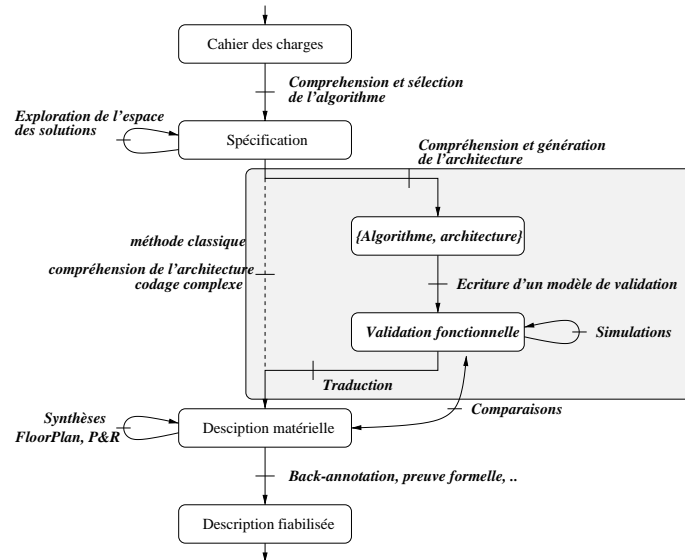 Cahier des charges
Comprehension et sélection
de l'algorithme
Exploration de l'espace
des solutions
Spécification
Compréhension et génération
de l'architecture
{Algorithme, architecture}
méthode classique
compréhension de l'architecture
codage complexe
Ecriture d'un modèle de validation
Validation fonctionnelle
Simulations
Traduction
Comparaisons
Synthèses
FloorPlan, P&R
Desciption matérielle
Back-annotation, preuve formelle, ..
Description fiabilisée